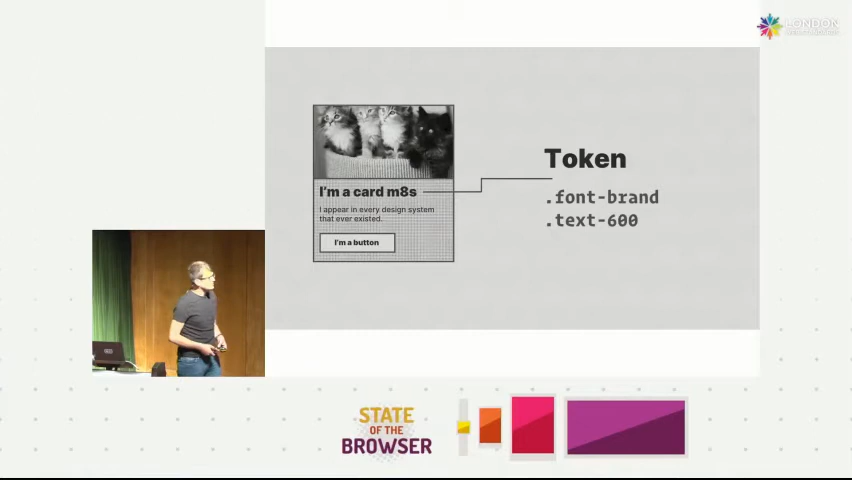 LONDON
Token
.font-brand
.text-600
I'm a card m8s
I appear in every design system
that ever existed.
I'm a button
STATE
OF THE
BROWSER